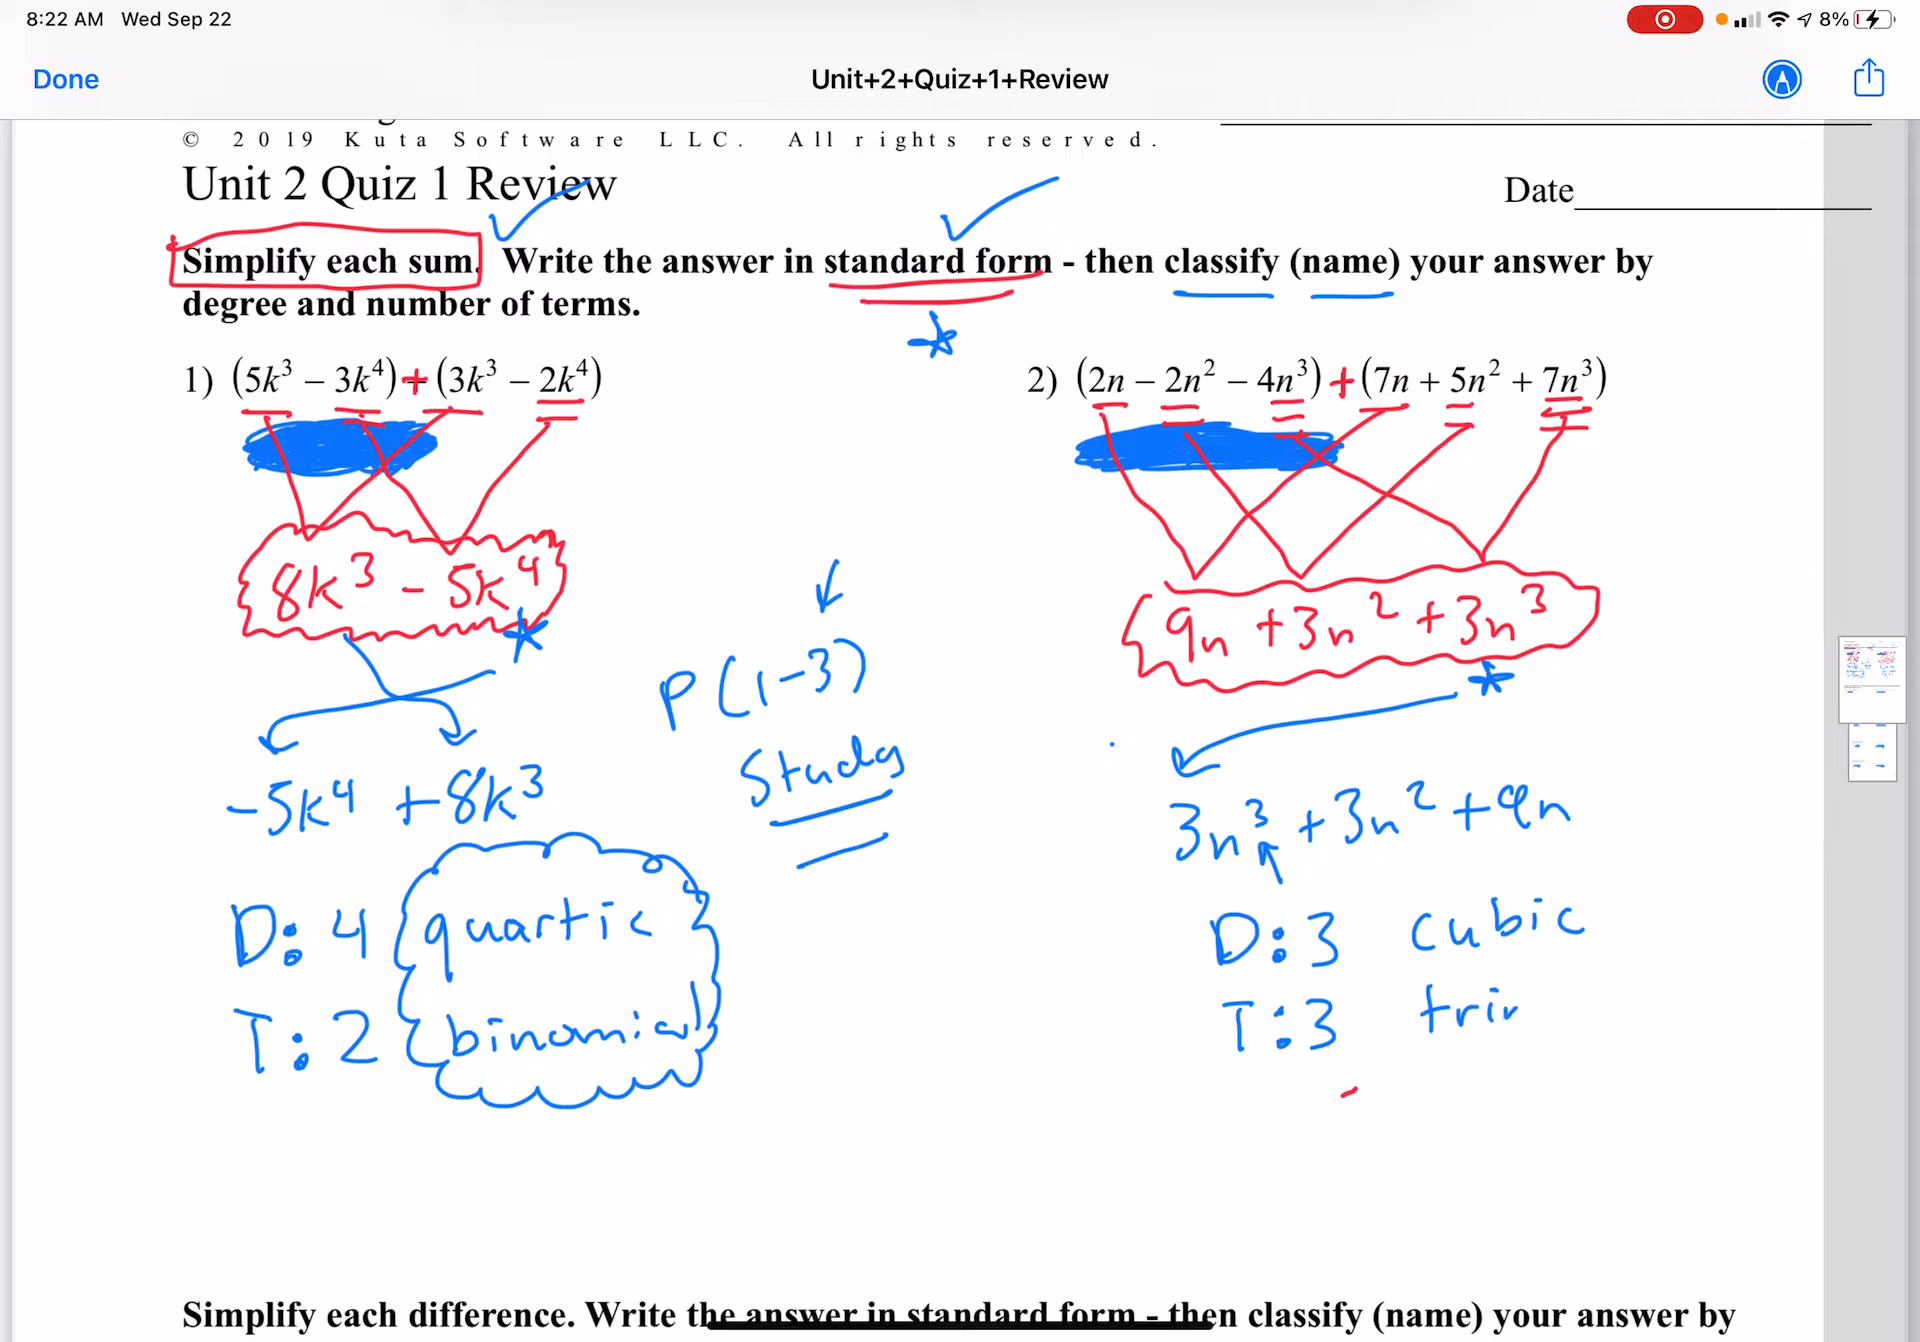 8:22 AM Wed Sep 22
8%
Done
Unit+2+Quiz+1+Review
© 2019 Kuta Software LLC. All rights reserved.
Unit 2 Quiz 1 Review
Date
Simplify each sum. Write the answer in standard form - then classify (name) your answer by
degree and number of terms.
1) (5k³ – 3k⁴) + (3k³ – 2k⁴)
8k³ - 5k⁴
-5k⁴ + 8k³
D: 4 quartic
T: 2 binomial
P(1-3)
Study
2) (2n – 2n² – 4n³) + (7n + 5n² + 7n³)
9n + 3n² + 3n³
3n³ + 3n² + 9n
D: 3 cubic
T: 3 trin
Simplify each difference. Write the answer in standard form - then classify (name) your answer by